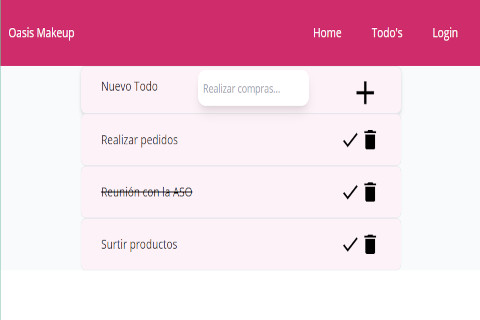 Oasis Makeup Home Todo's Login
Nuevo Todo Realizar compras...
Realizar pedidos
Reunión con la ASO
Surtir productos